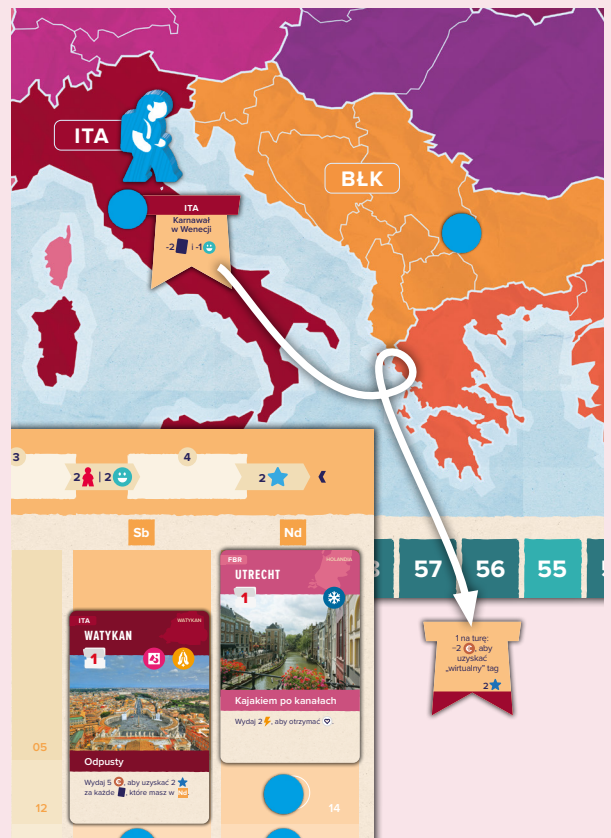 ITA
BŁK
ITA
Karnawał
w Wenecji
-2 i -1
3
2 | 2
4
2
Sb
Nd
57
56
55
1 na turę:
-2 €, aby
uzyskać
„wirtualny” tag
2
FBR
HOLANDIA
UTRECHT
1
Kajakiem po kanałach
Wydaj 2, aby otrzymać .
ITA
WATYKAN
WATYKAN
1
Odpusty
Wydaj 5 €, aby uzyskać 2
za każde , które masz w Nd.
05
12
14